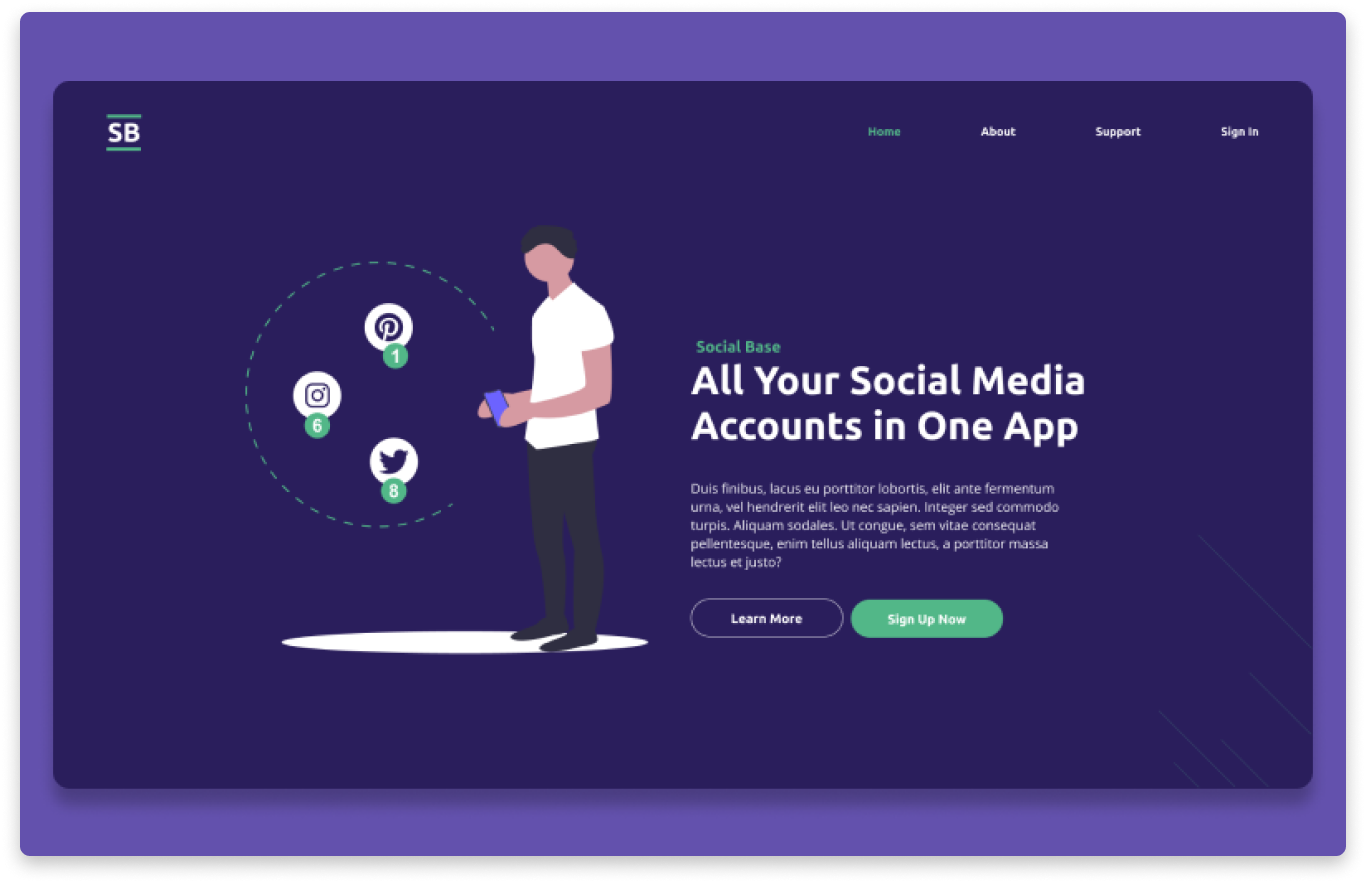 SB
Home
About
Support
Sign In
1
6
8
Social Base
All Your Social Media
Accounts in One App
Duis finibus, lacus eu porttitor lobortis, elit ante fermentum
urna, vel hendrerit elit leo nec sapien. Integer sed commodo
turpis. Aliquam sodales. Ut congue, sem vitae consequat
pellentesque, enim tellus aliquam lectus, a porttitor massa
lectus et justo?
Learn More
Sign Up Now